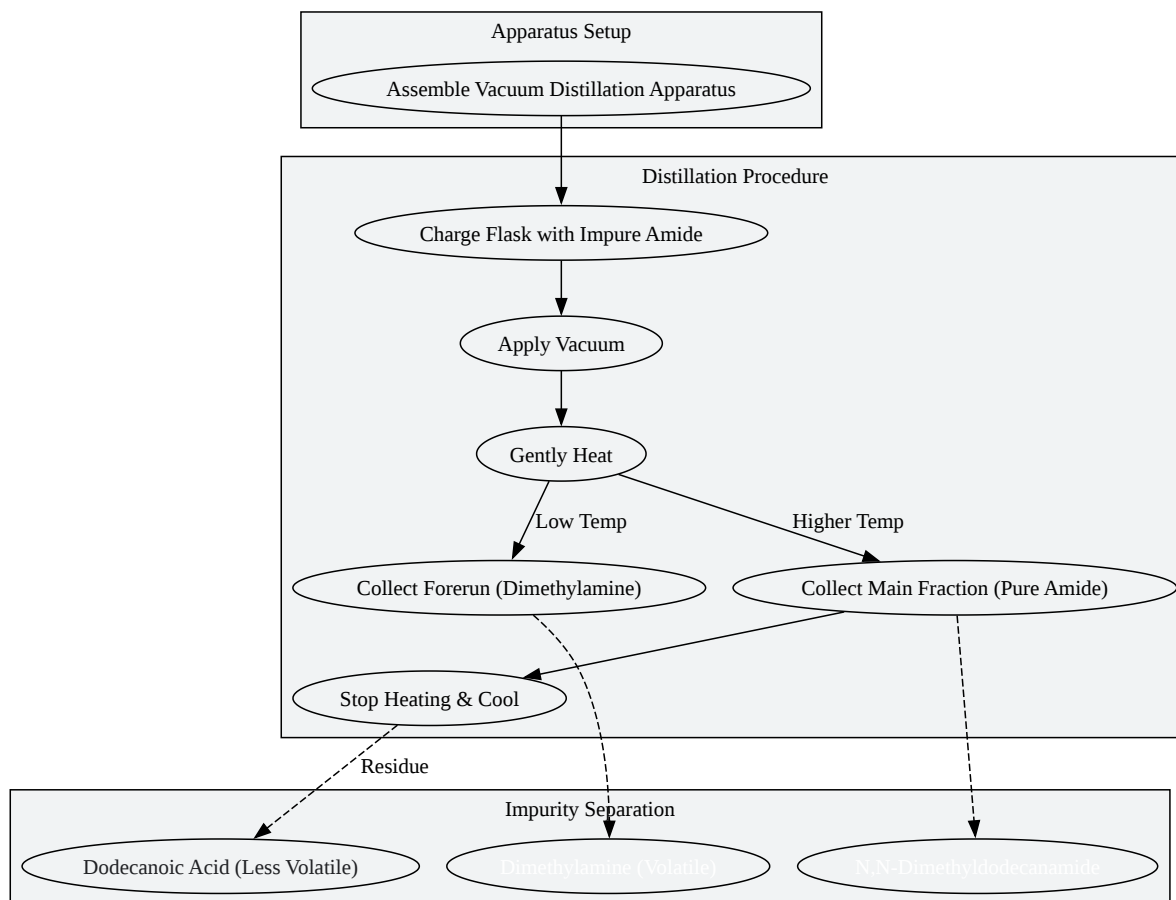 Apparatus Setup
Assemble Vacuum Distillation Apparatus
Distillation Procedure
Charge Flask with Impure Amide
Apply Vacuum
Gently Heat
Low Temp
Higher Temp
Collect Forerun (Dimethylamine)
Collect Main Fraction (Pure Amide)
Stop Heating & Cool
Residue
Impurity Separation
Dodecanoic Acid (Less Volatile)
Dimethylamine (Volatile)
N,N-Dimethyldodecanamide